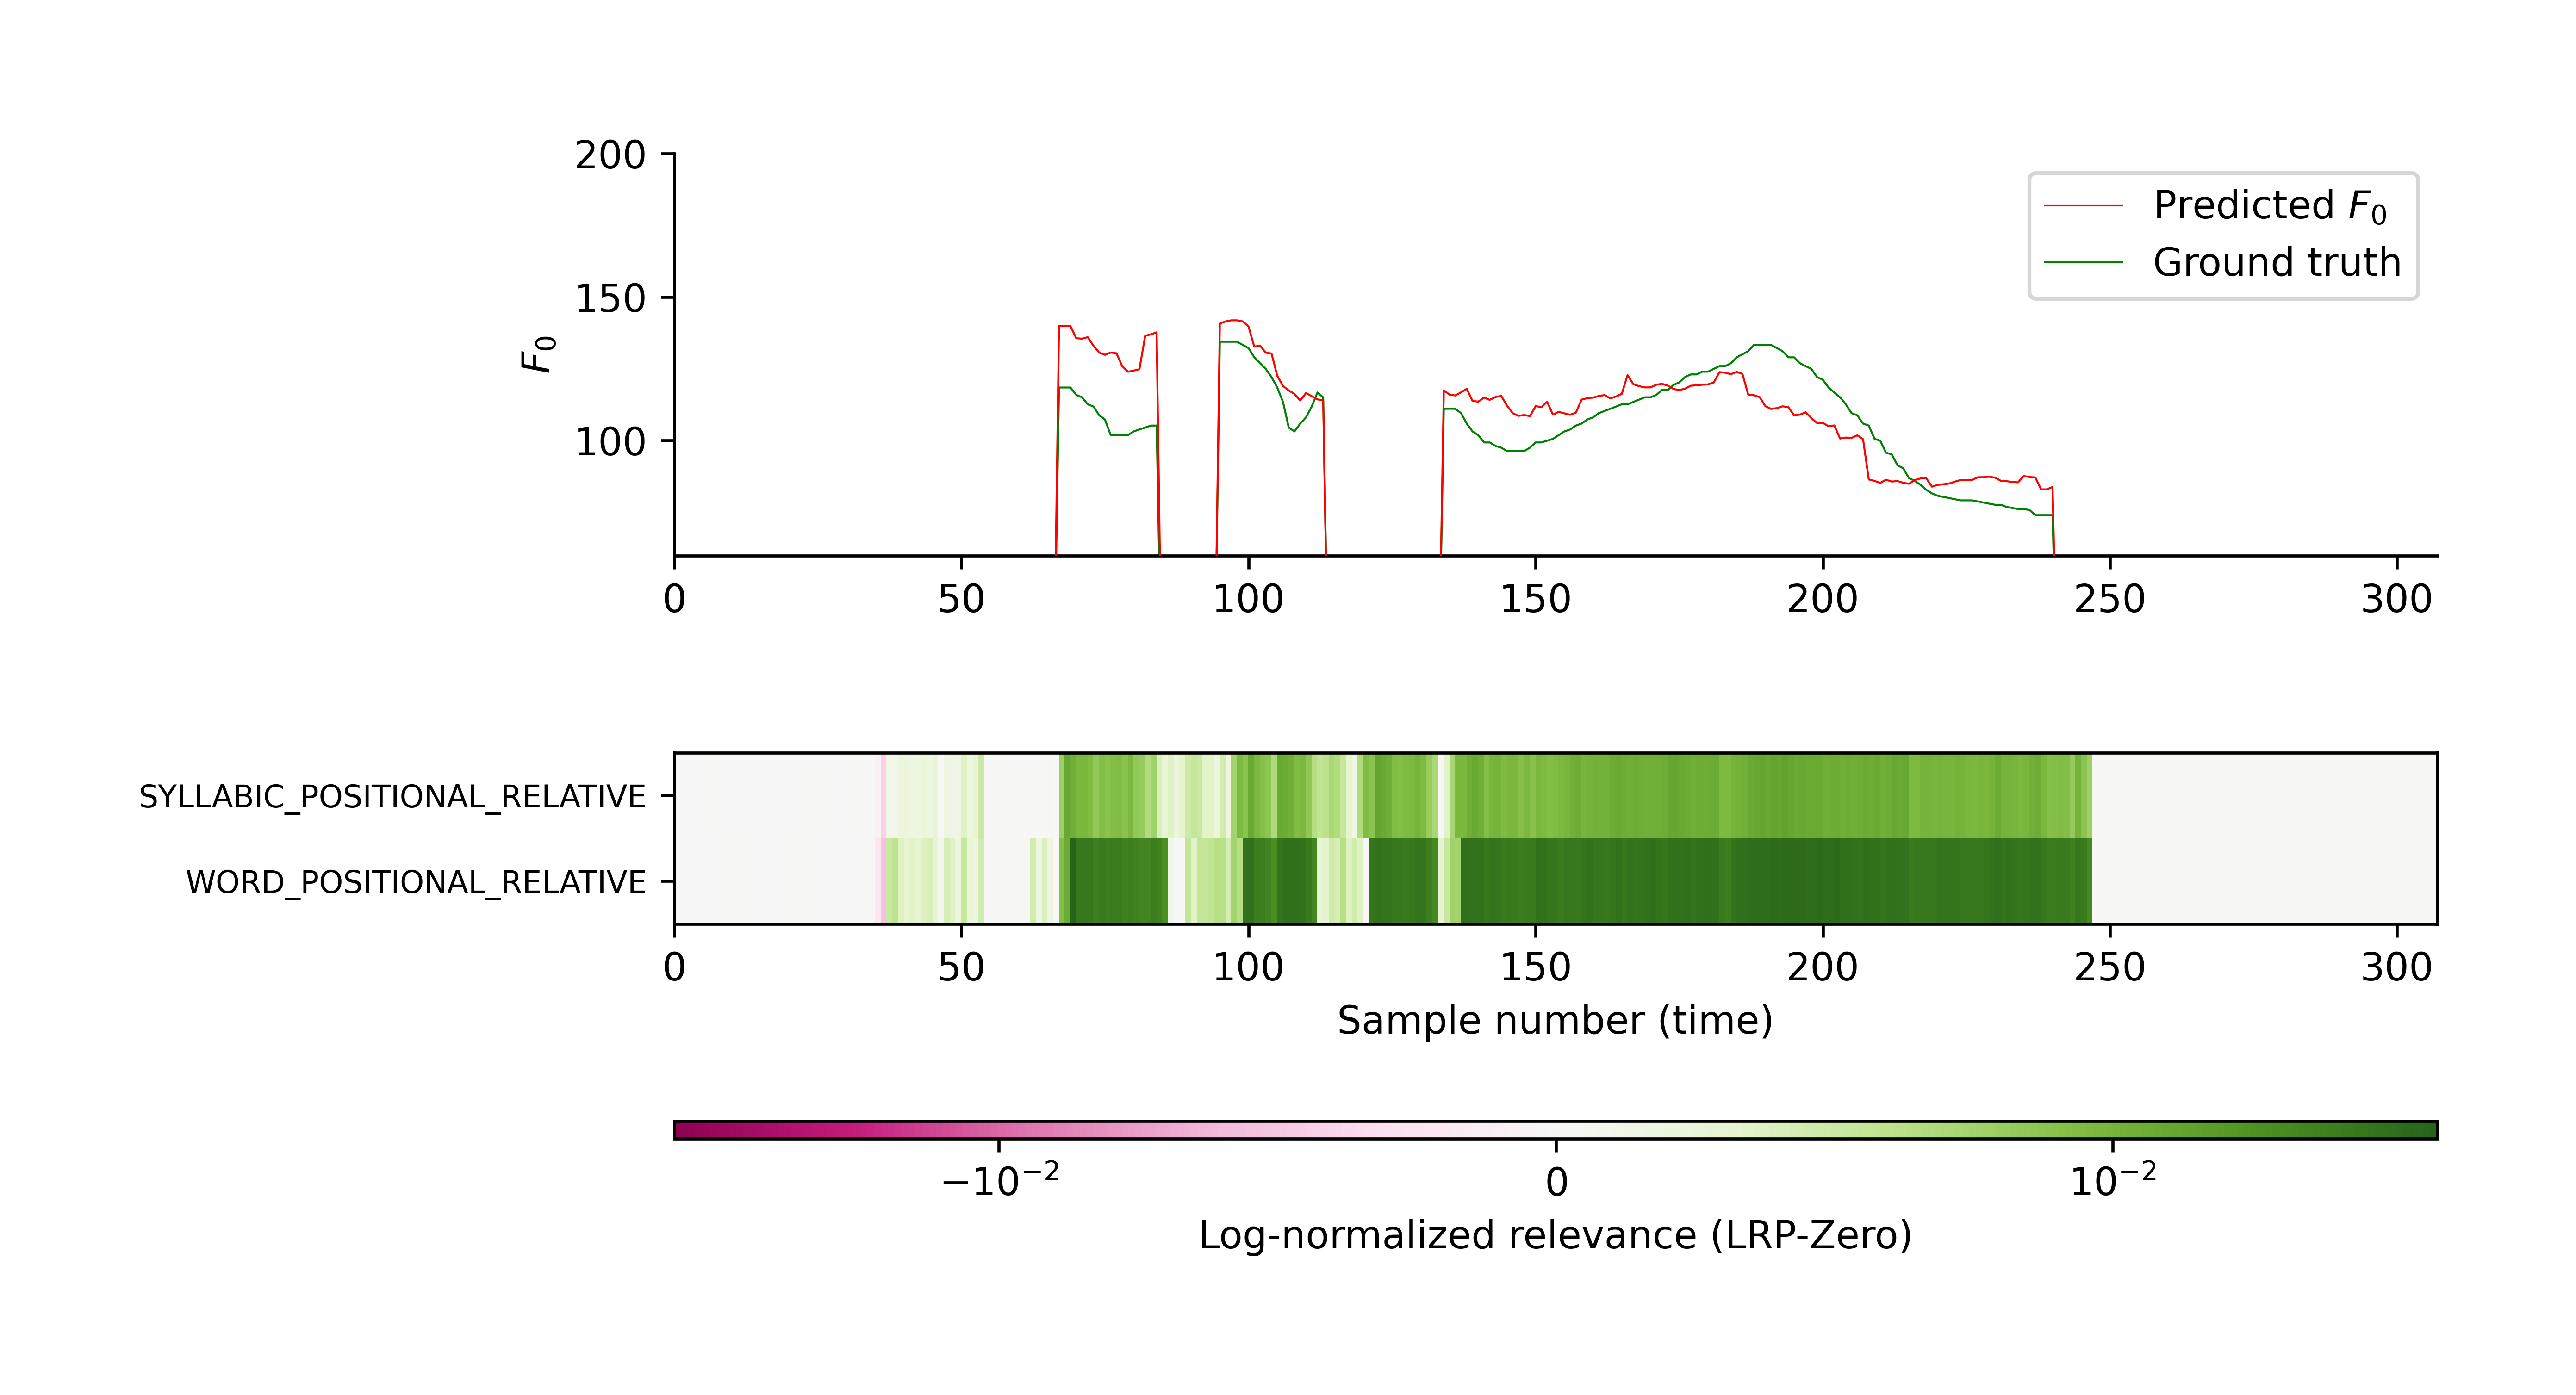 200
150
100
F₀
Predicted F₀
Ground truth
0 50 100 150 200 250 300
SYLLABIC_POSITIONAL_RELATIVE
WORD_POSITIONAL_RELATIVE
0 50 100 150 200 250 300
Sample number (time)
−10⁻² 0 10⁻²
Log-normalized relevance (LRP-Zero)